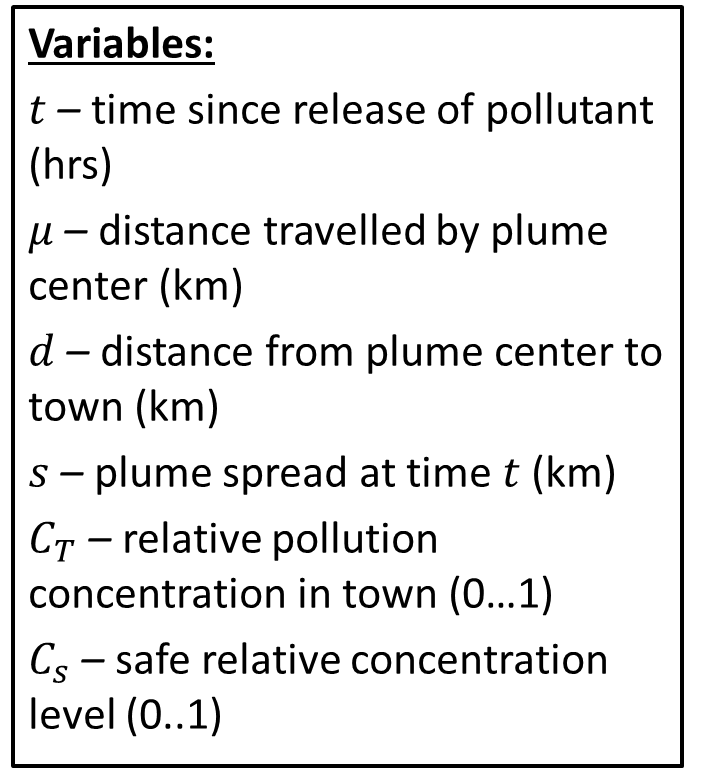 Variables:
t – time since release of pollutant
(hrs)
μ – distance travelled by plume
center (km)
d – distance from plume center to
town (km)
s – plume spread at time t (km)
C_T – relative pollution
concentration in town (0…1)
C_s – safe relative concentration
level (0..1)